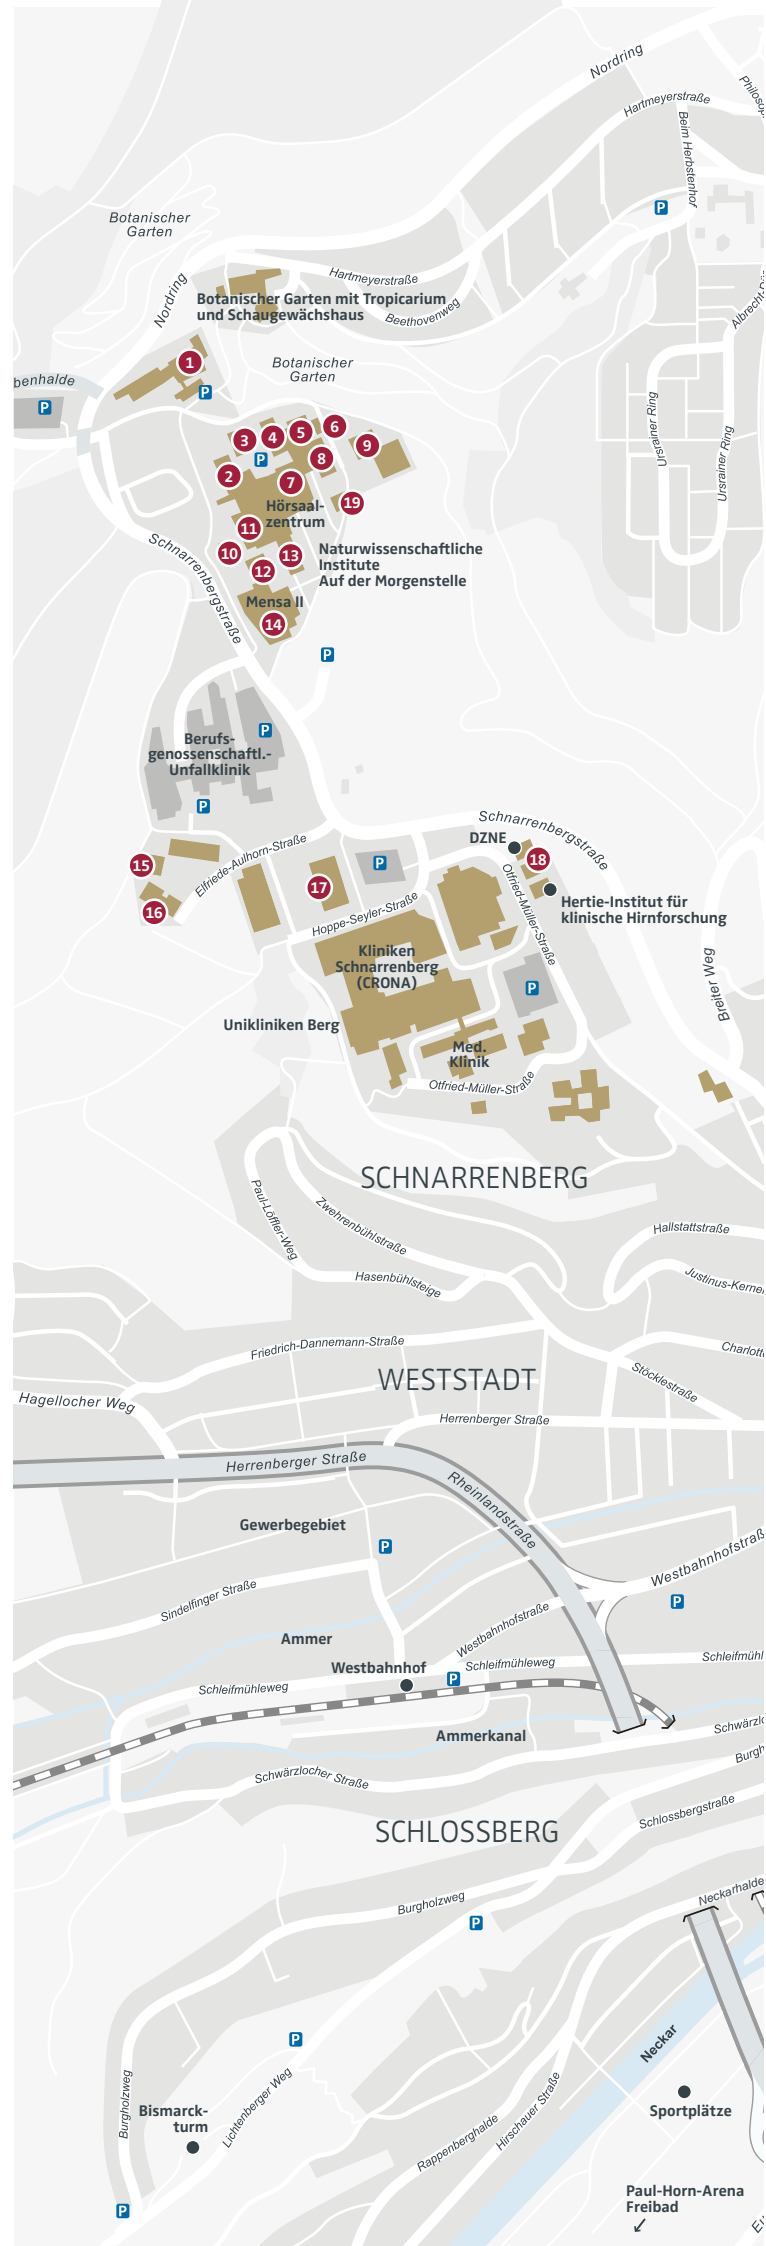 Nordring
Philosop
Hartmeyerstraße
Beim Herbstenhof
P
Botanischer
Garten
Nordring
Hartmeyerstraße
Beethovenweg
Botanischer Garten mit Tropicarium
und Schaugewächshaus
Albrecht-Dür
1
Botanischer
Garten
benhalde
P
P
Ursrainer Ring
Ursrainer Ring
3
4
5
6
9
P
8
2
7
19
Hörsaal-
zentrum
11
10
13
12
Naturwissenschaftliche
Institute
Auf der Morgenstelle
Schnarrenbergstraße
Mensa II
14
P
P
Berufs-
genossenschaftl.-
Unfallklinik
P
Schnarrenbergstraße
DZNE
18
15
Elfriede-Aulhorn-Straße
P
17
16
Hoppe-Seyler-Straße
Otfried-Müller-Straße
Hertie-Institut für
klinische Hirnforschung
Kliniken
Schnarrenberg
(CRONA)
P
Breiter Weg
Unikliniken Berg
Med.
Klinik
Otfried-Müller-Straße
SCHNARRENBERG
Paul-Löffler-Weg
Zwehrenbühlstraße
Hallstattstraße
Hasenbühlsteige
Justinus-Kerner
Friedrich-Dannemann-Straße
Charlott
WESTSTADT
Stöcklestraße
Hagellocher Weg
Herrenberger Straße
Herrenberger Straße
Rheinlandstraße
Gewerbegebiet
P
Westbahnhofstraß
Sindelfinger Straße
P
Westbahnhofstraße
Ammer
Westbahnhof
P
Schleifmühleweg
Schleifmühl
Schleifmühleweg
Ammerkanal
Schwärzlo
Burgh
Schwärzlocher Straße
Schlossbergstraße
SCHLOSSBERG
Neckarhalde
Burgholzweg
P
P
Neckar
Burgholzweg
Bismarck-
turm
Lichtenberger Weg
Rappenberghalde
Hirschauer Straße
Sportplätze
P
Paul-Horn-Arena
Freibad
Eu